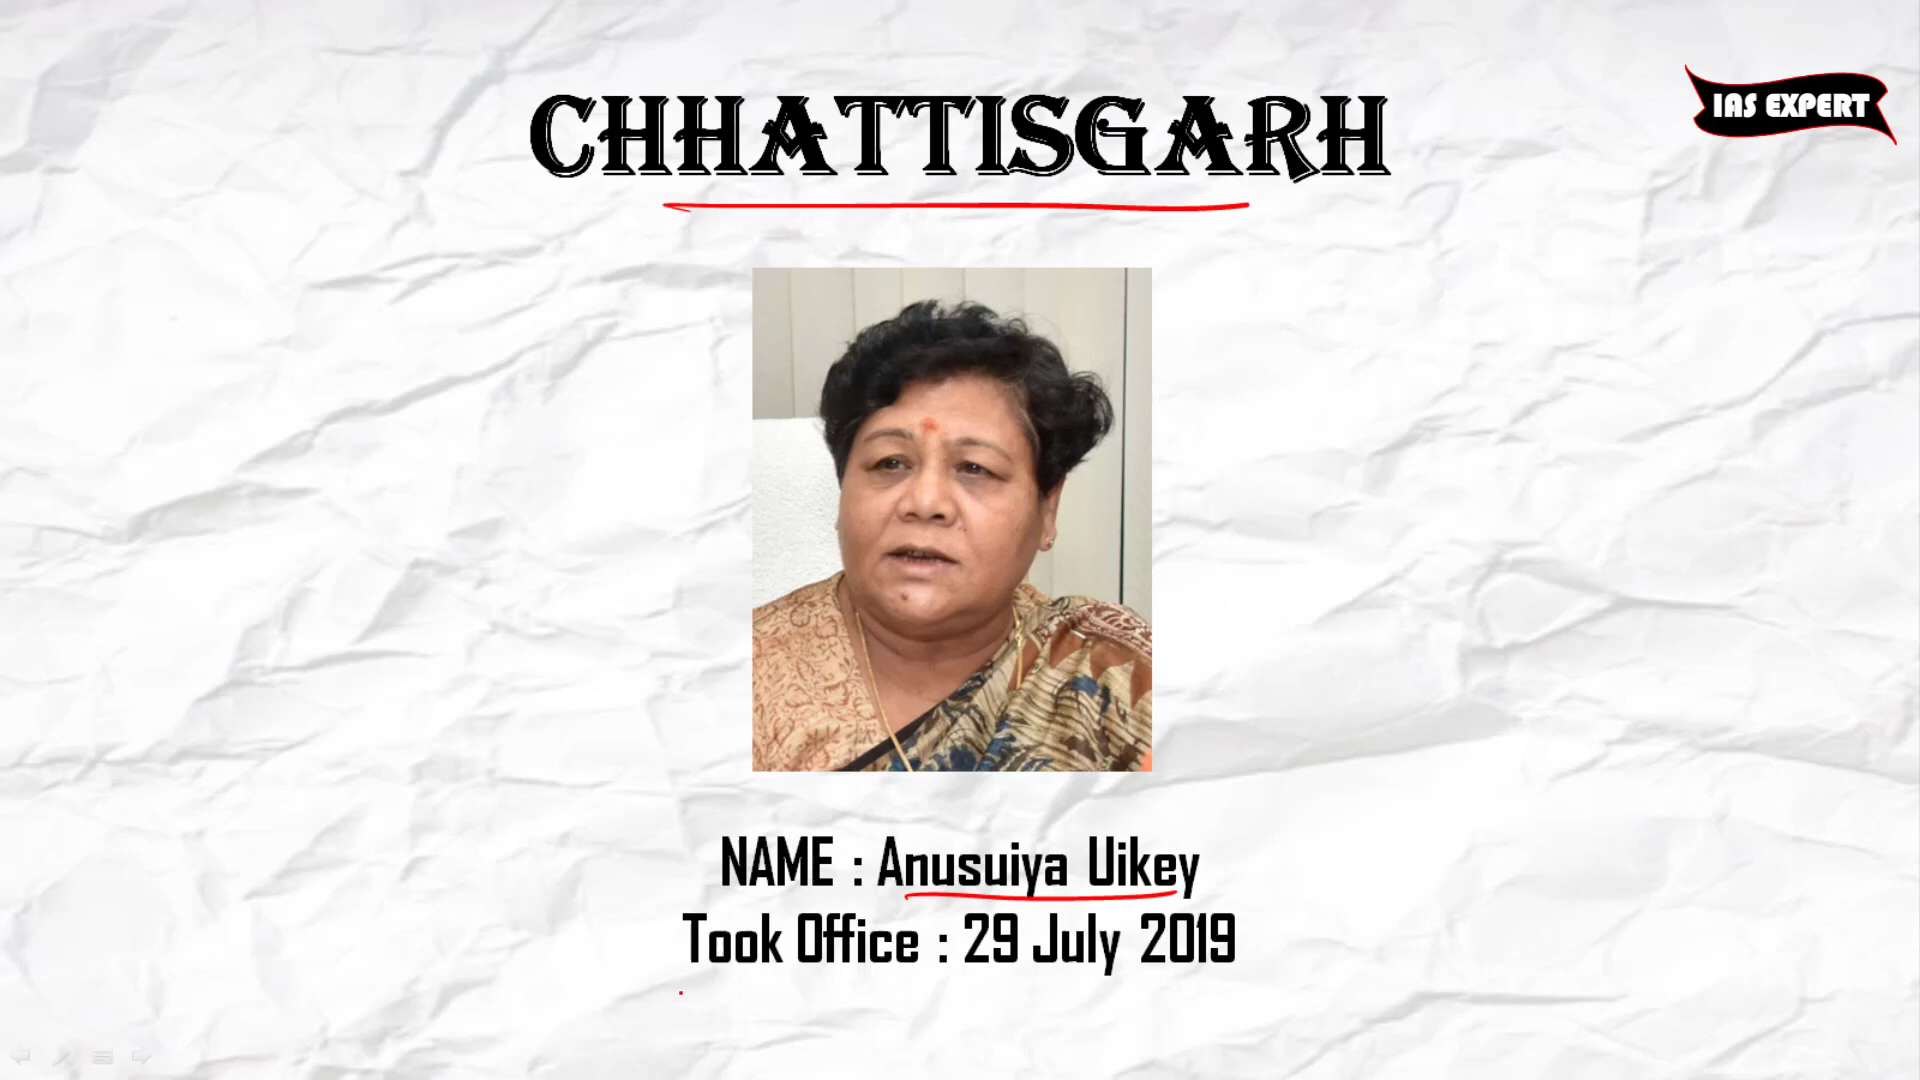 CHHATTISGARH
IAS EXPERT
NAME : Anusuiya Uikey
Took Office : 29 July 2019